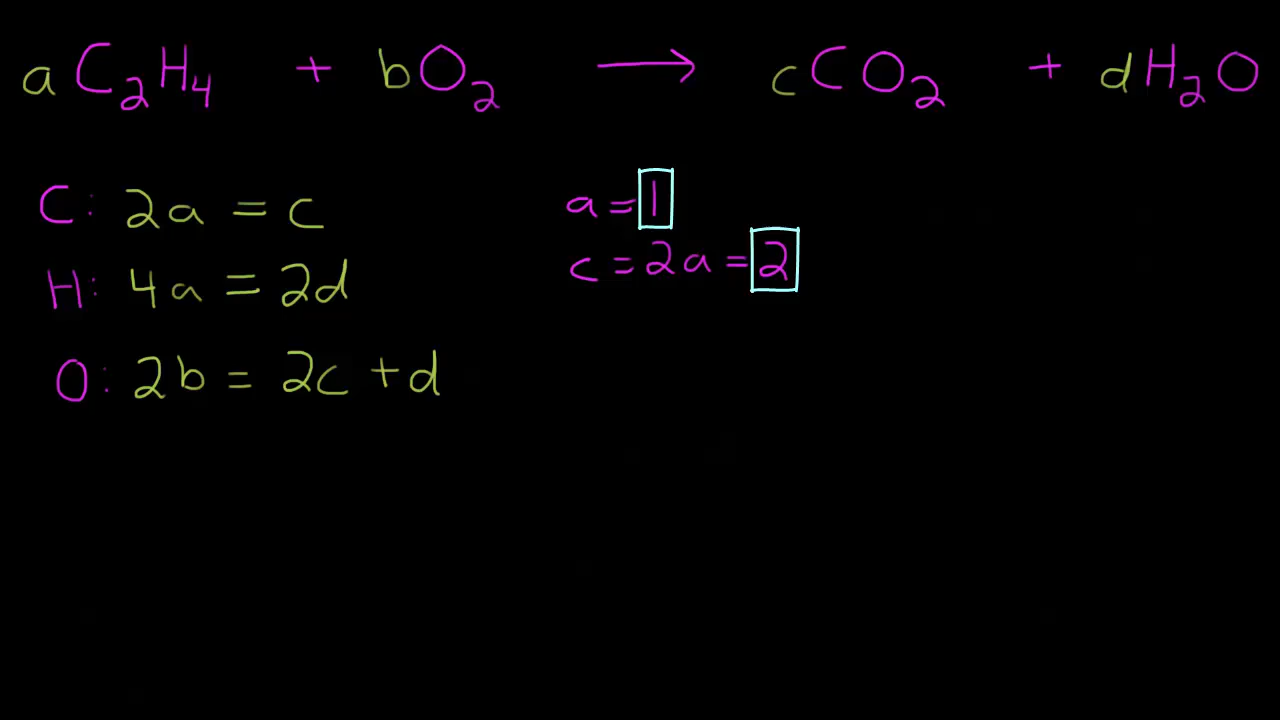 aC₂H₄ + bO₂ → cCO₂ + dH₂O
C: 2a = c
H: 4a = 2d
O: 2b = 2c + d
a = 1
c = 2a = 2